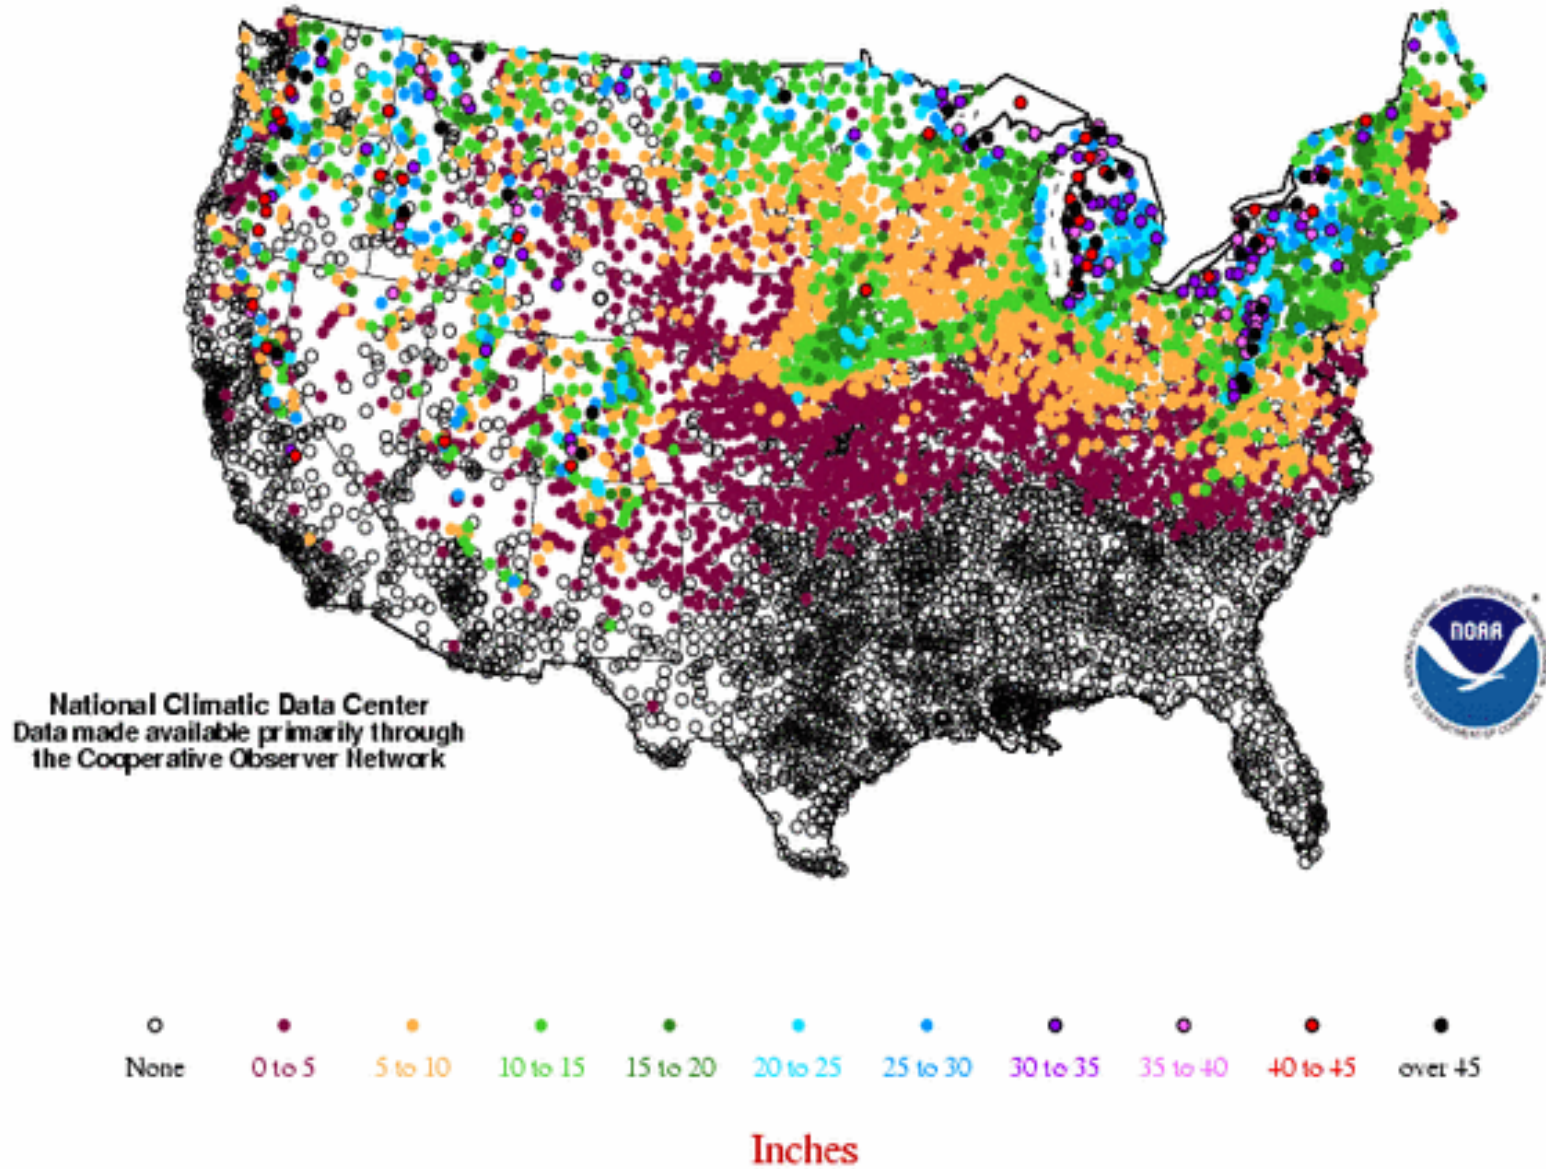 NOAA
National Climatic Data Center
Data made available primarily through
the Cooperative Observer Network
None 0 to 5 5 to 10 10 to 15 15 to 20 20 to 25 25 to 30 30 to 35 35 to 40 40 to 45 over 45
Inches